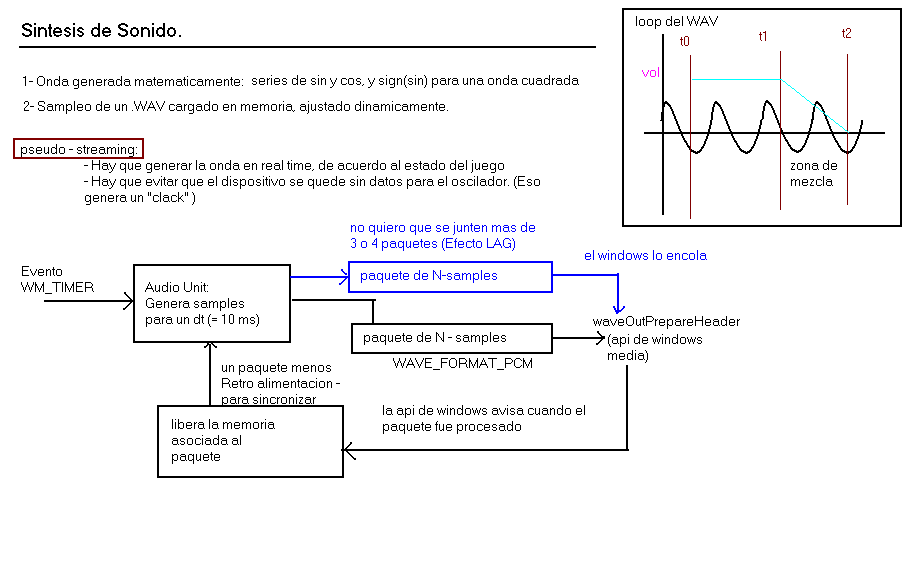 Sintesis de Sonido.
1- Onda generada matematicamente: series de sin y cos, y sign(sin) para una onda cuadrada
2- Sampleo de un .WAV cargado en memoria, ajustado dinamicamente.
pseudo - streaming:
- Hay que generar la onda en real time, de acuerdo al estado del juego
- Hay que evitar que el dispositivo se quede sin datos para el oscilador. (Eso
genera un "clack" )
loop del WAV
t0
t1
t2
vol
zona de
mezcla
no quiero que se junten mas de
3 o 4 paquetes (Efecto LAG)
el windows lo encola
Evento
WM_TIMER
Audio Unit:
Genera samples
para un dt (= 10 ms)
paquete de N-samples
paquete de N - samples
WAVE_FORMAT_PCM
waveOutPrepareHeader
(api de windows
media)
un paquete menos
Retro alimentacion -
para sincronizar
libera la memoria
asociada al
paquete
la api de windows avisa cuando el
paquete fue procesado